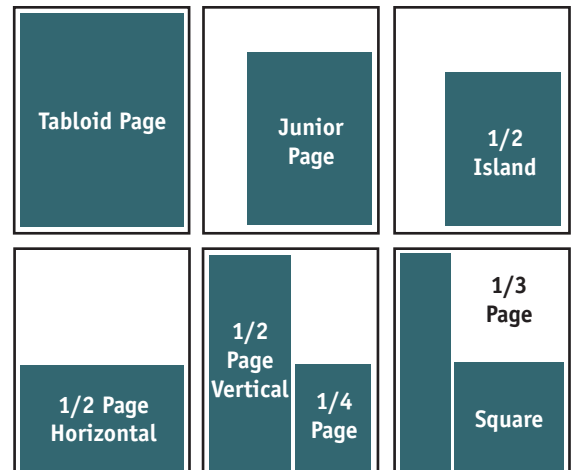 Tabloid Page
Junior
Page
1/2
Island
1/2 Page
Horizontal
1/2
Page
Vertical
1/4
Page
1/3
Page
Square